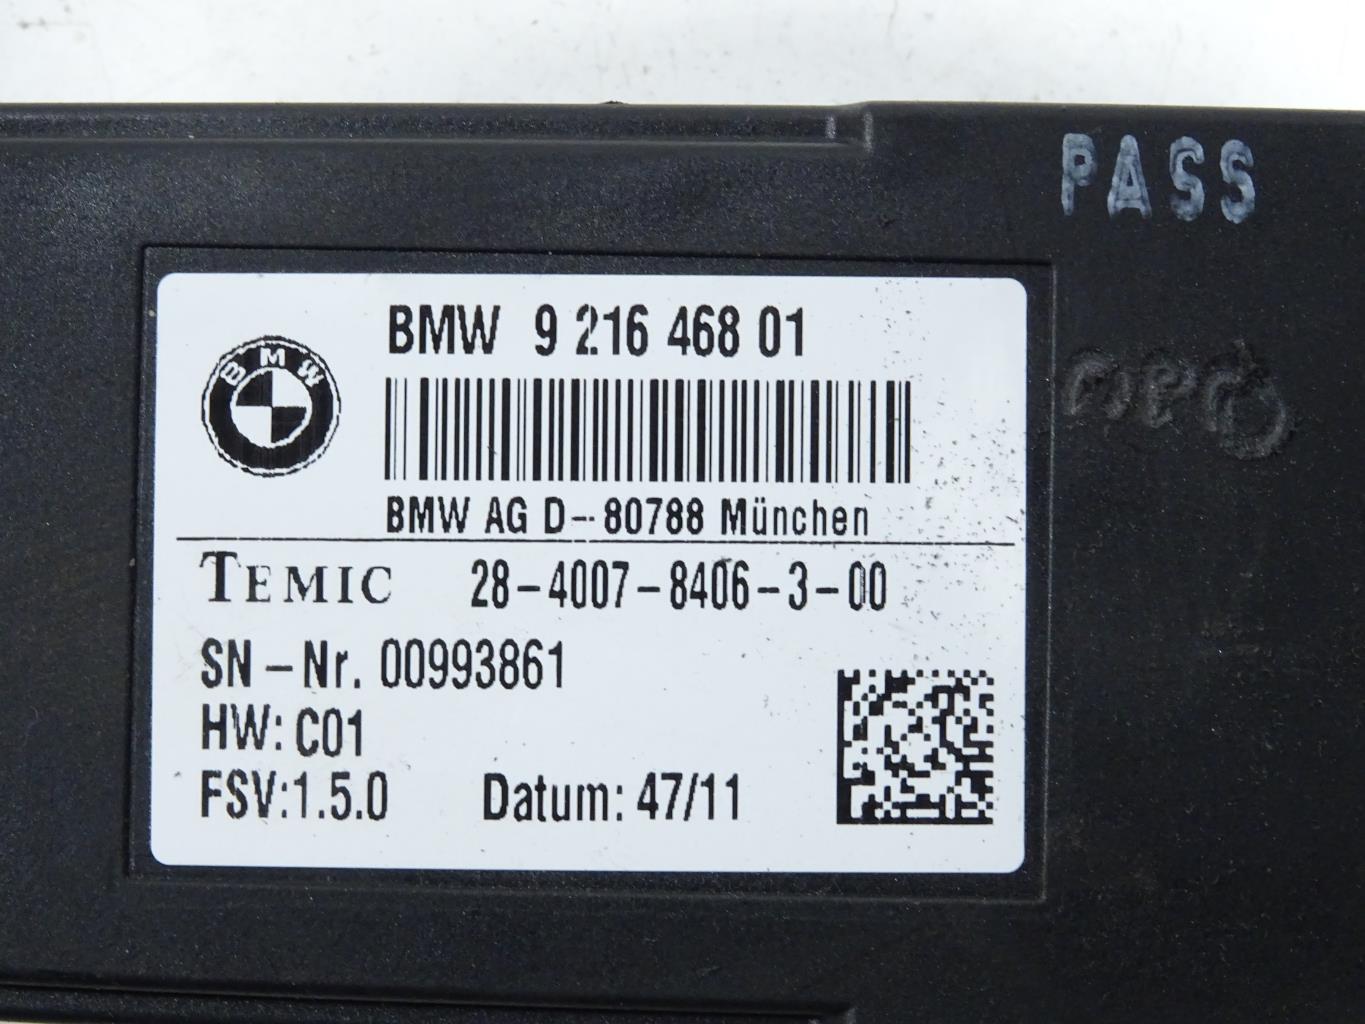 PASS
BMW 9 216 468 01
BMW
BMW AG D--80788 München
TEMIC 28-4007-8406-3-00
SN-Nr. 00993861
HW: C01
FSV:1.5.0 Datum: 47/11